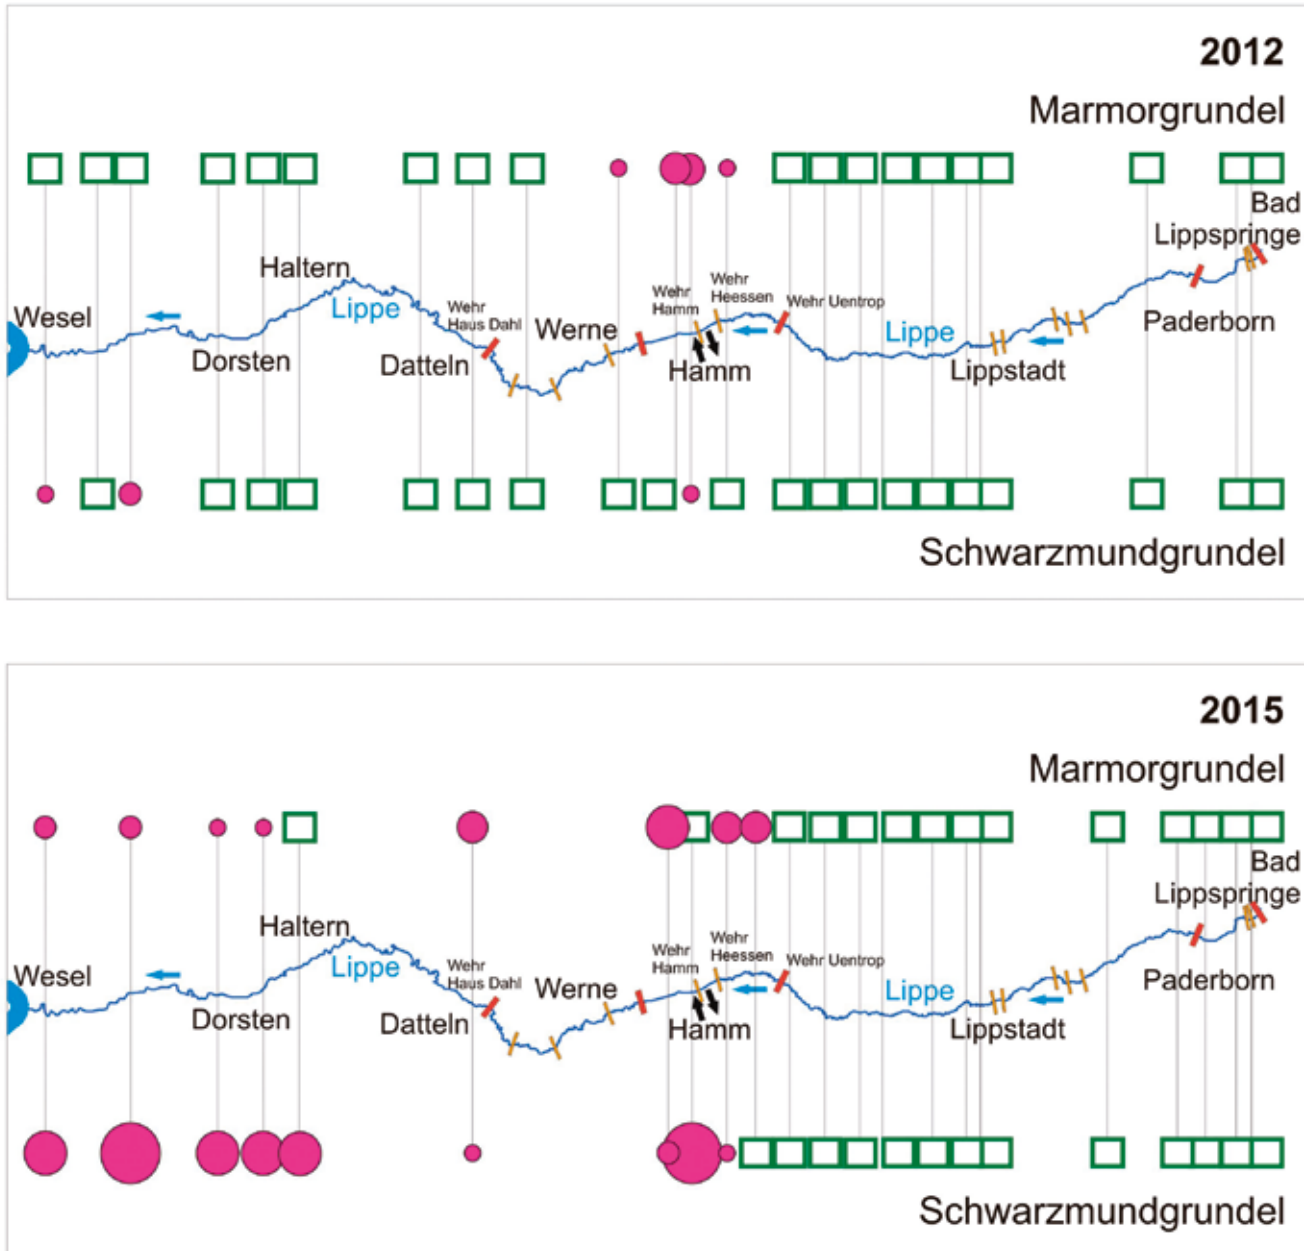 2012
Marmorgrundel
Bad
Lippspringe
Haltern
Wehr
Heessen
Wehr
Hamm
Wehr
Haus Dahl
Wehr Uentrop
Wesel
Lippe
Werne
Lippe
Paderborn
Dorsten
Datteln
Hamm
Lippstadt
Schwarzmundgrundel
2015
Marmorgrundel
Bad
Lippspringe
Haltern
Wehr
Heessen
Wehr
Hamm
Wehr
Haus Dahl
Wehr Uentrop
Wesel
Lippe
Werne
Lippe
Paderborn
Dorsten
Datteln
Hamm
Lippstadt
Schwarzmundgrundel